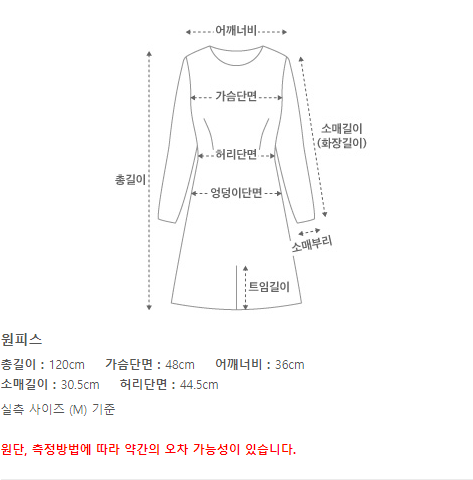 어깨너비
가슴단면
소매길이
(화장길이)
허리단면
총길이
엉덩이단면
소매부리
트임길이
원피스
총길이 : 120cm 가슴단면 : 48cm 어깨너비 : 36cm
소매길이 : 30.5cm 허리단면 : 44.5cm
실측 사이즈 (M) 기준
원단, 측정방법에 따라 약간의 오차 가능성이 있습니다.